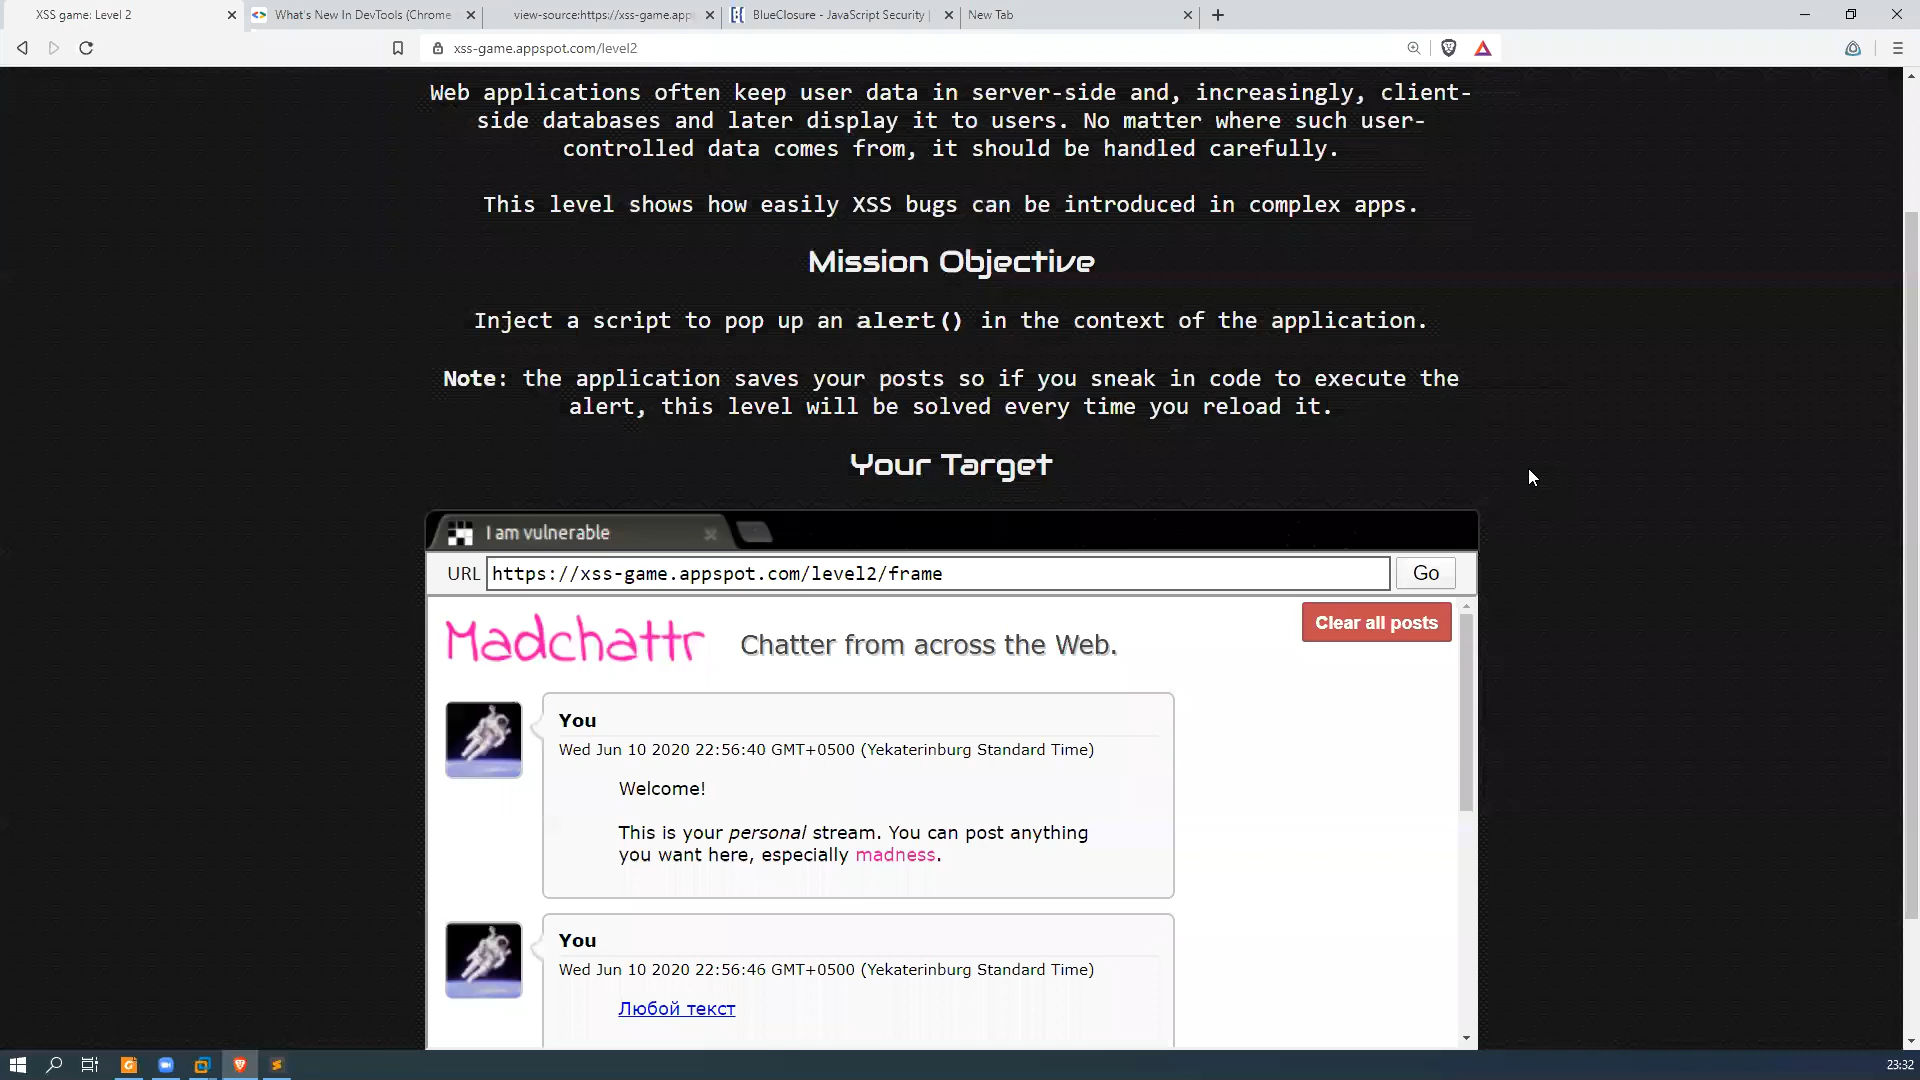 XSS game: Level 2
What's New In DevTools (Chrome
view-source:https://xss-game.app
BlueClosure - JavaScript Security |
New Tab
xss-game.appspot.com/level2
Web applications often keep user data in server-side and, increasingly, client-
side databases and later display it to users. No matter where such user-
controlled data comes from, it should be handled carefully.
This level shows how easily XSS bugs can be introduced in complex apps.
Mission Objective
Inject a script to pop up an alert() in the context of the application.
Note: the application saves your posts so if you sneak in code to execute the
alert, this level will be solved every time you reload it.
Your Target
I am vulnerable
URL https://xss-game.appspot.com/level2/frame Go
Madchattr
Chatter from across the Web.
Clear all posts
You
Wed Jun 10 2020 22:56:40 GMT+0500 (Yekaterinburg Standard Time)
Welcome!
This is your personal stream. You can post anything
you want here, especially madness.
You
Wed Jun 10 2020 22:56:46 GMT+0500 (Yekaterinburg Standard Time)
Любой текст
23:32